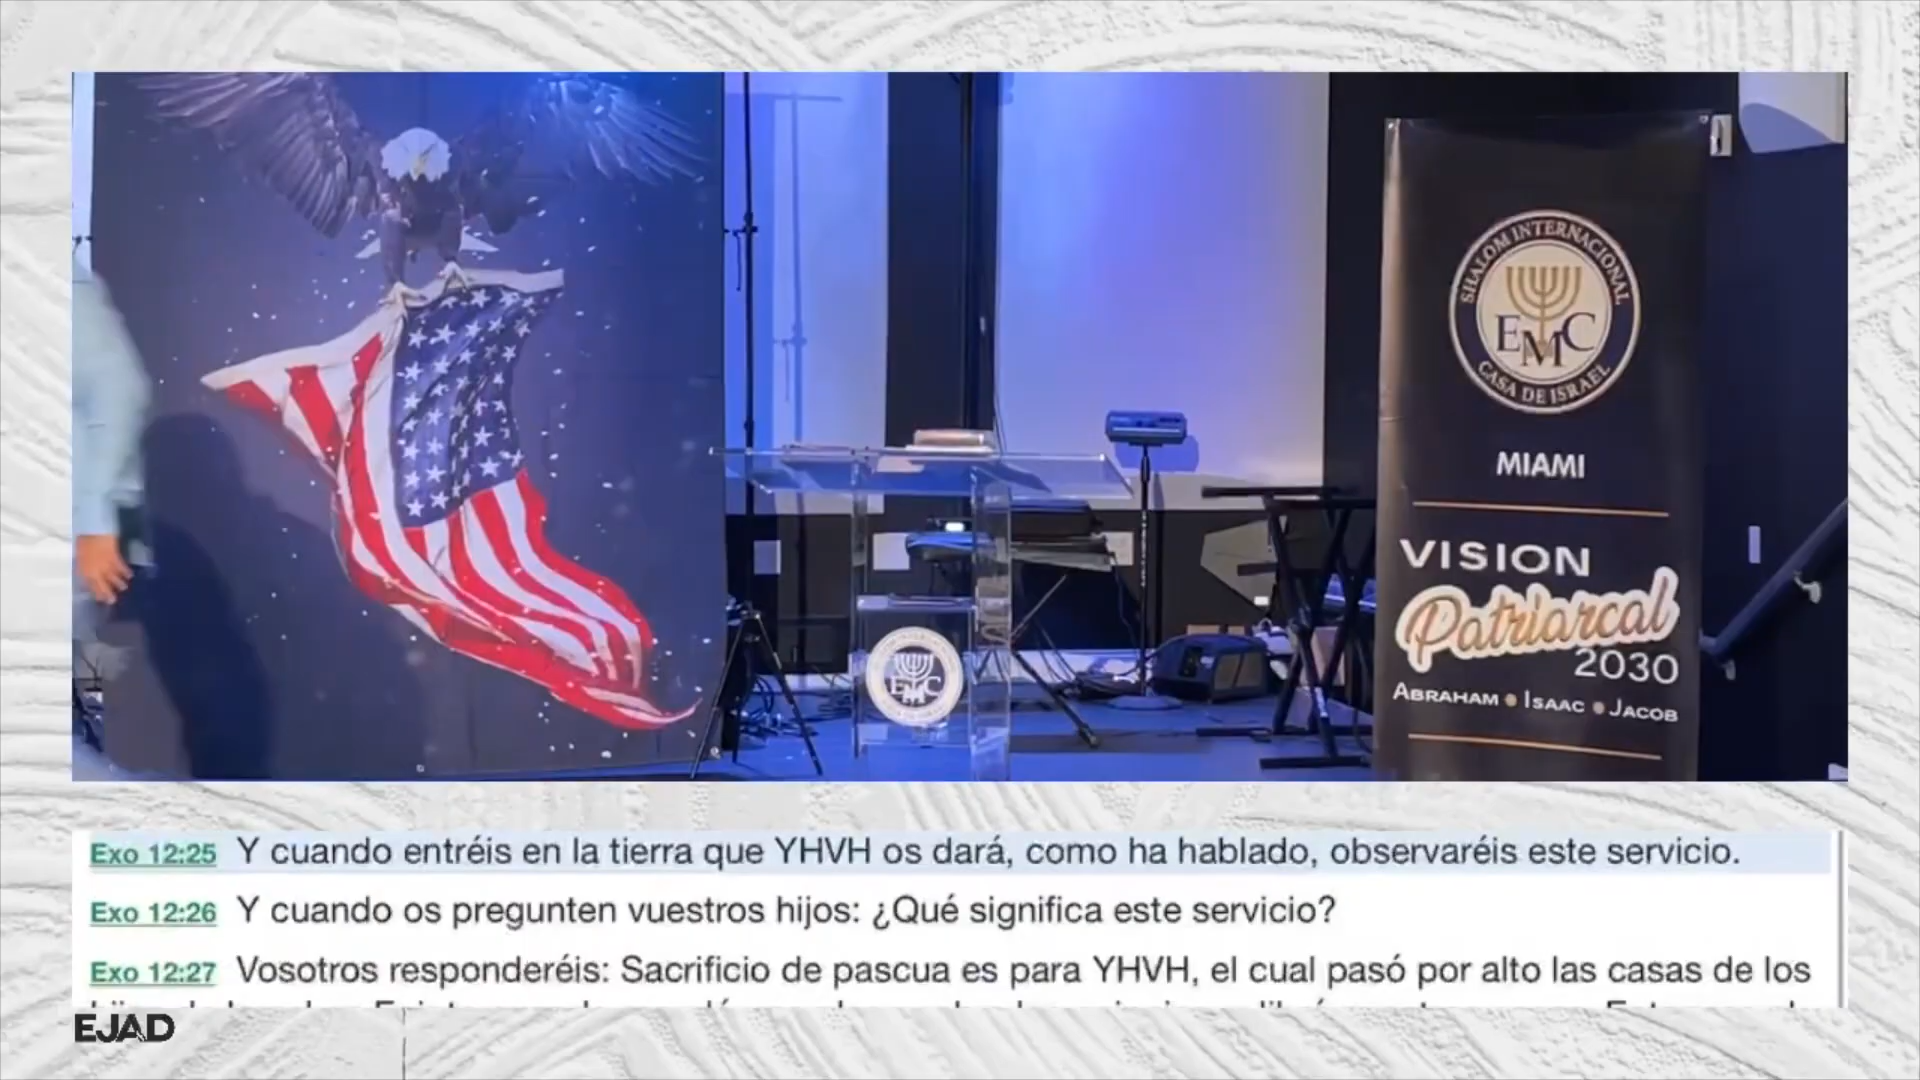 SHALOM INTERNACIONAL
EMC
CASA DE ISRAEL
MIAMI
VISION
Patriarcal
2030
ABRAHAM • ISAAC • JACOB
EMC
Exo 12:25 Y cuando entréis en la tierra que YHVH os dará, como ha hablado, observaréis este servicio.
Exo 12:26 Y cuando os pregunten vuestros hijos: ¿Qué significa este servicio?
Exo 12:27 Vosotros responderéis: Sacrificio de pascua es para YHVH, el cual pasó por alto las casas de los
EJAD